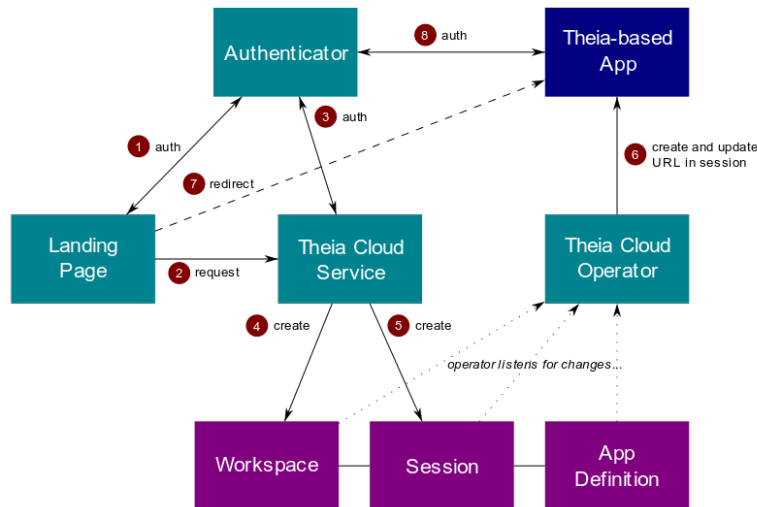 Authenticator
8 auth
Theia-based
App
1 auth
3 auth
7 redirect
6 create and update
URL in session
Landing
Page
2 request
Theia Cloud
Service
Theia Cloud
Operator
4 create
5 create
operator listens for changes...
Workspace
Session
App
Definition